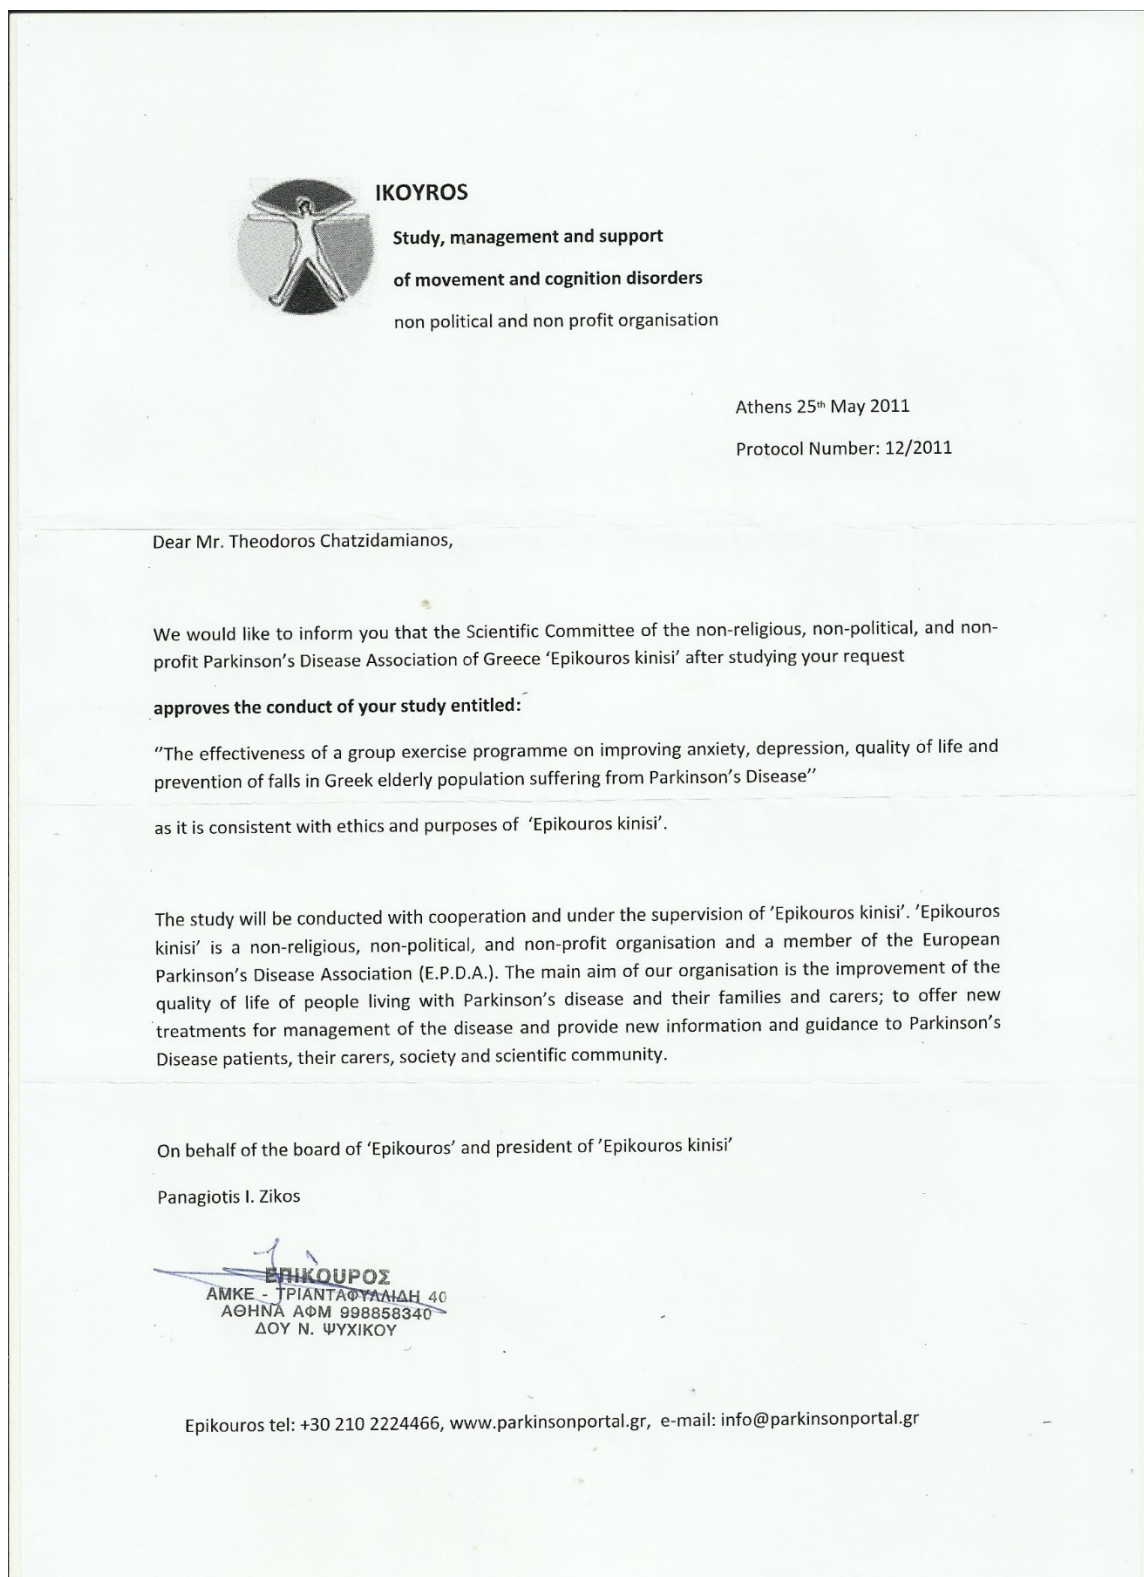 IKOYROS
Study, management and support
of movement and cognition disorders
non political and non profit organisation
Athens 25th May 2011
Protocol Number: 12/2011
Dear Mr. Theodoros Chatzidamianos,
We would like to inform you that the Scientific Committee of the non-religious, non-political, and non-
profit Parkinson's Disease Association of Greece 'Epikouros kinisi' after studying your request
approves the conduct of your study entitled:
"The effectiveness of a group exercise programme on improving anxiety, depression, quality of life and
prevention of falls in Greek elderly population suffering from Parkinson's Disease"
as it is consistent with ethics and purposes of 'Epikouros kinisi'.
The study will be conducted with cooperation and under the supervision of 'Epikouros kinisi'. 'Epikouros
kinisi' is a non-religious, non-political, and non-profit organisation and a member of the European
Parkinson's Disease Association (E.P.D.A.). The main aim of our organisation is the improvement of the
quality of life of people living with Parkinson's disease and their families and carers; to offer new
treatments for management of the disease and provide new information and guidance to Parkinson's
Disease patients, their carers, society and scientific community.
On behalf of the board of 'Epikouros' and president of 'Epikouros kinisi'
Panagiotis I. Zikos
ΕΠΙΚΟΥΡΟΣ
ΑΜΚΕ - ΤΡΙΑΝΤΑΦΥΛΛΙΔΗ 40
ΑΘΗΝΑ ΑΦΜ 998858340
ΔΟΥ Ν. ΨΥΧΙΚΟΥ
Epikouros tel: +30 210 2224466, www.parkinsonportal.gr, e-mail: info@parkinsonportal.gr